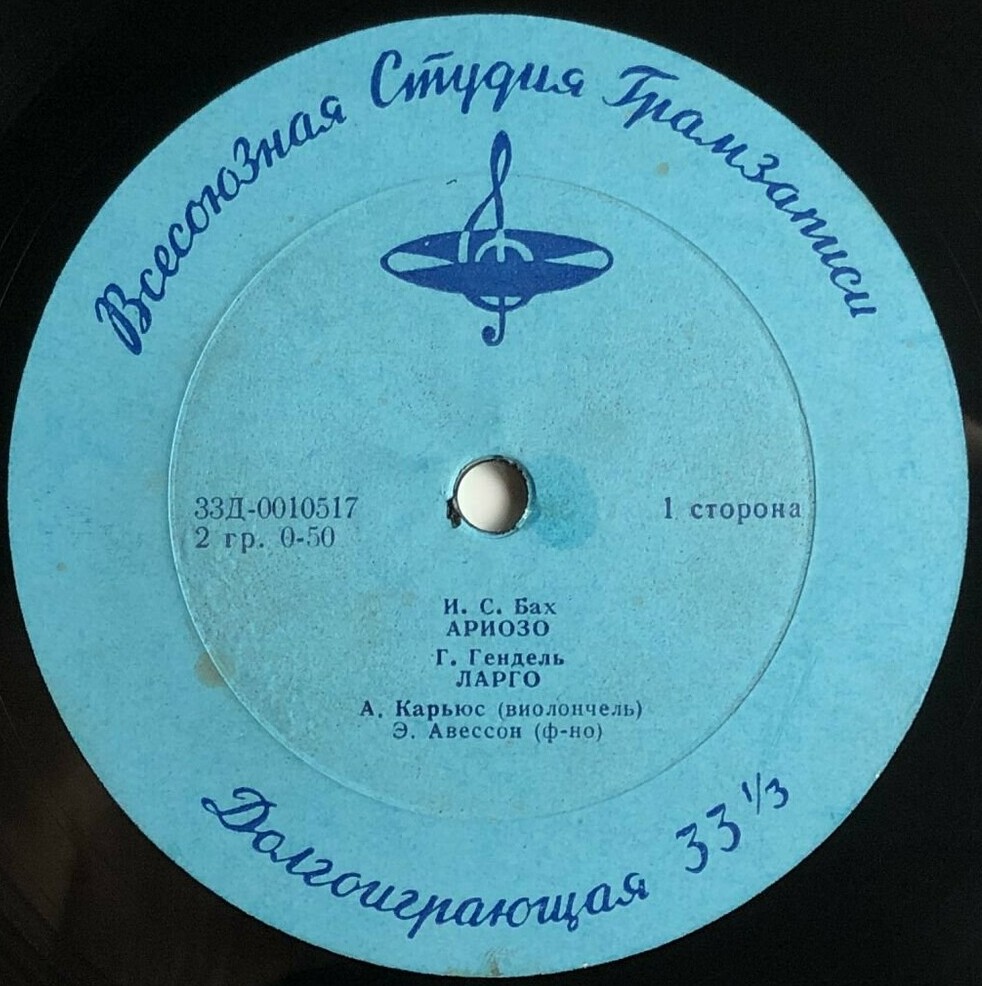 Всесоюзная Студия Грамзаписи
33Д-0010517
2 гр. 0-50
1 сторона
И. С. Бах
АРИОЗО
Г. Гендель
ЛАРГО
А. Карьюс (виолончель)
Э. Авессон (ф-но)
Долгоиграющая 33 1/3